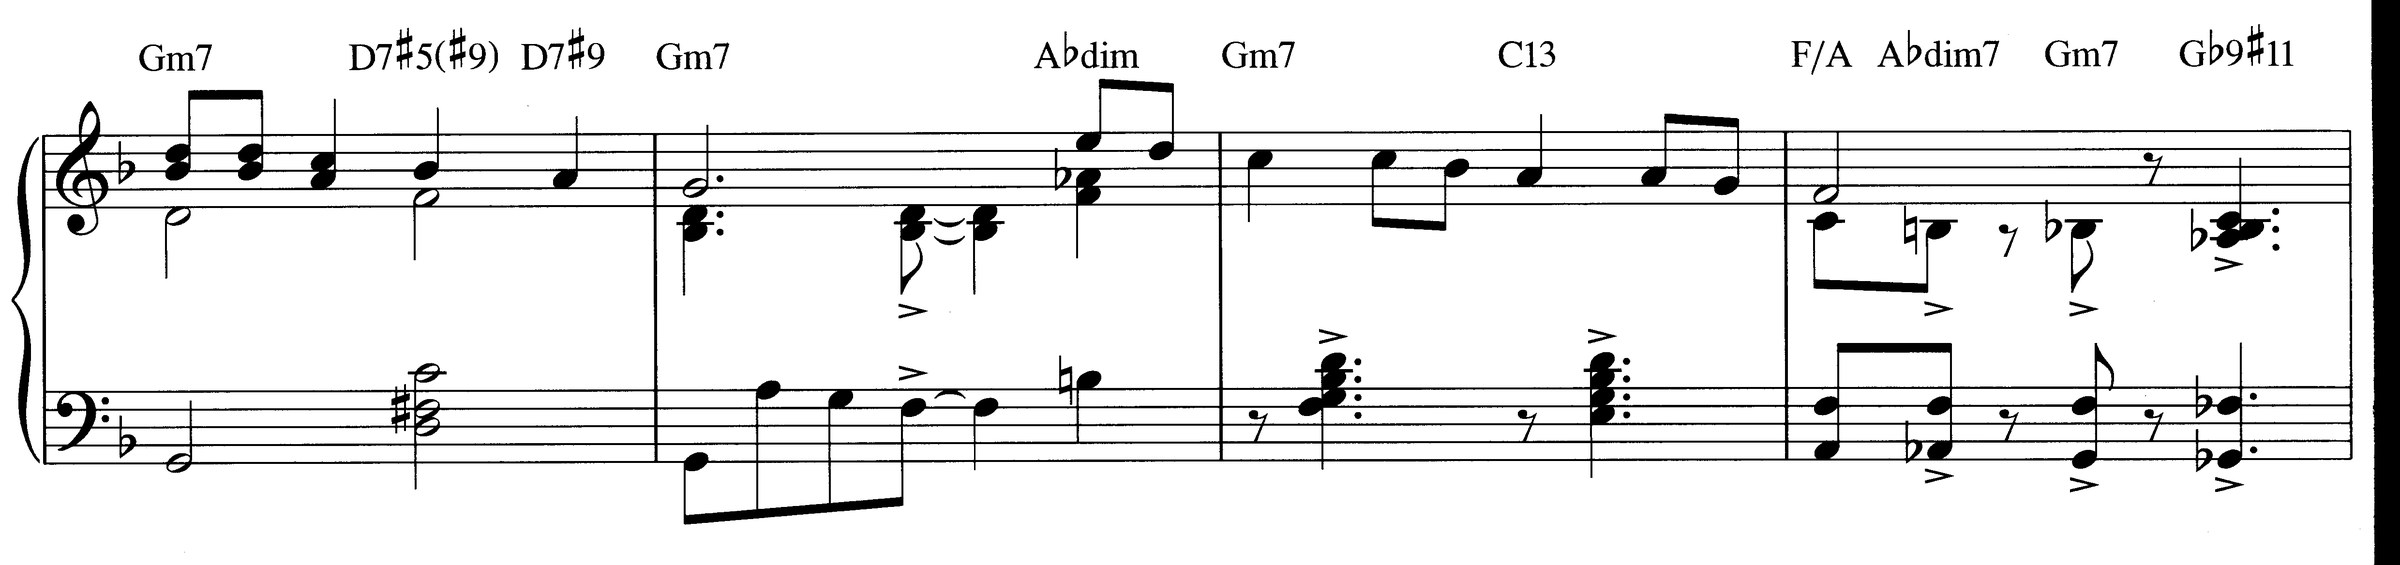 Gm7 D7♯5(♯9) D7♯9 Gm7 A♭dim Gm7 C13 F/A A♭dim7 Gm7 G♭9♯11